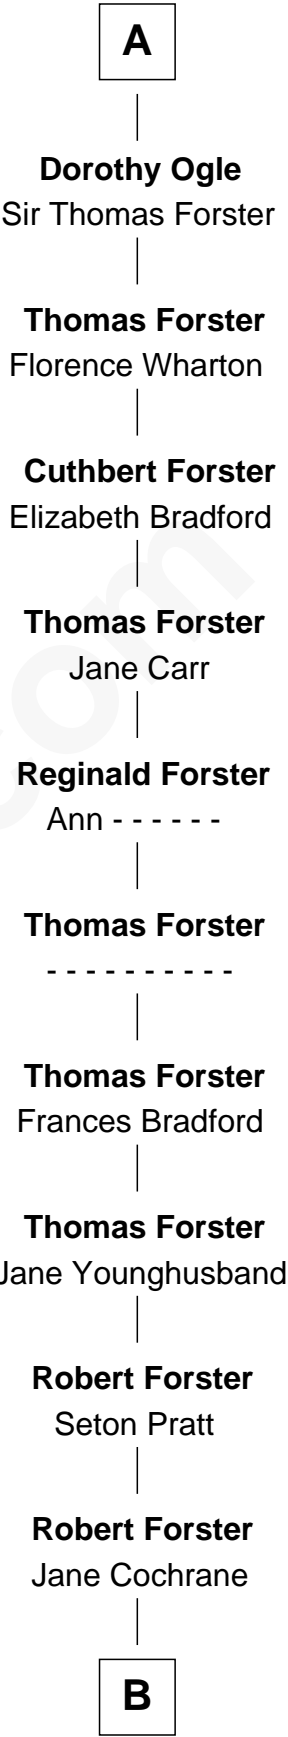 A
Dorothy Ogle
Sir Thomas Forster
Thomas Forster
Florence Wharton
Cuthbert Forster
Elizabeth Bradford
Thomas Forster
Jane Carr
Reginald Forster
Ann - - - - - -
Thomas Forster
- - - - - - - - - -
Thomas Forster
Frances Bradford
Thomas Forster
Jane Younghusband
Robert Forster
Seton Pratt
Robert Forster
Jane Cochrane
B